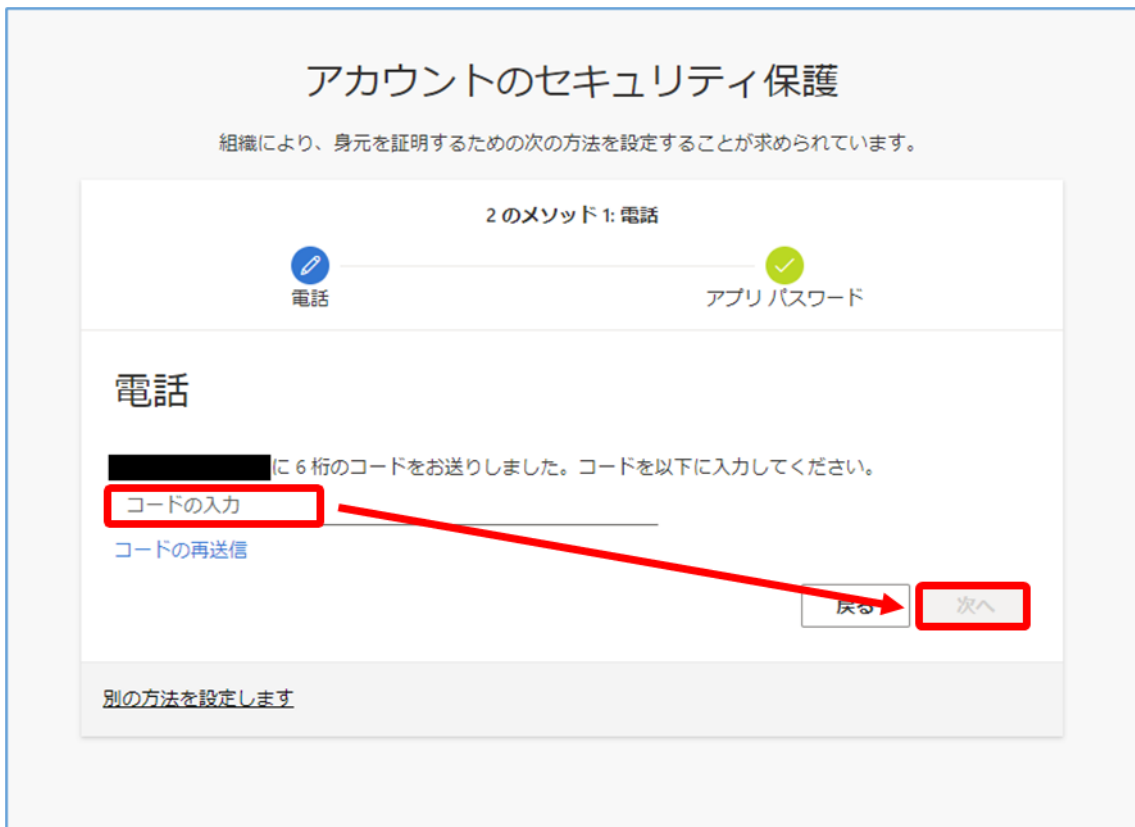 アカウントのセキュリティ保護
組織により、身元を証明するための次の方法を設定することが求められています。
2 のメソッド 1: 電話
電話
アプリ パスワード
電話
に 6 桁のコードをお送りしました。コードを以下に入力してください。
コードの入力
コードの再送信
戻る
次へ
別の方法を設定します